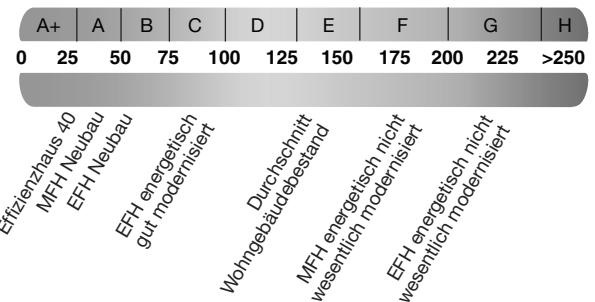 A+ A B C D E F G H
0 25 50 75 100 125 150 175 200 225 >250
Effizienzhaus 40
MFH Neubau
EFH Neubau
EFH energetisch
gut modernisiert
Durchschnitt
Wohngebäudebestand
MFH energetisch nicht
wesentlich modernisiert
EFH energetisch nicht
wesentlich modernisiert